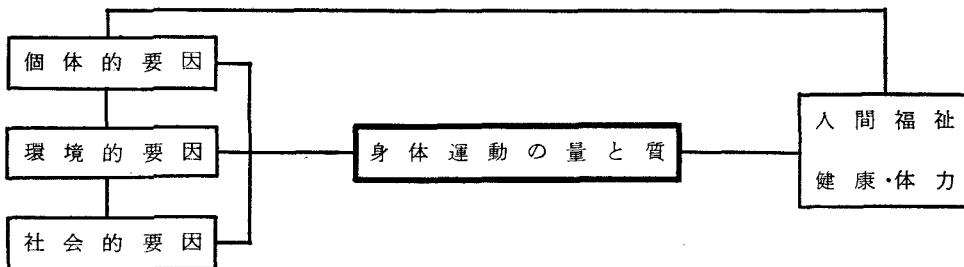 個体的要因
環境的要因
社会的要因
身体運動の量と質
人間福祉
健康・体力